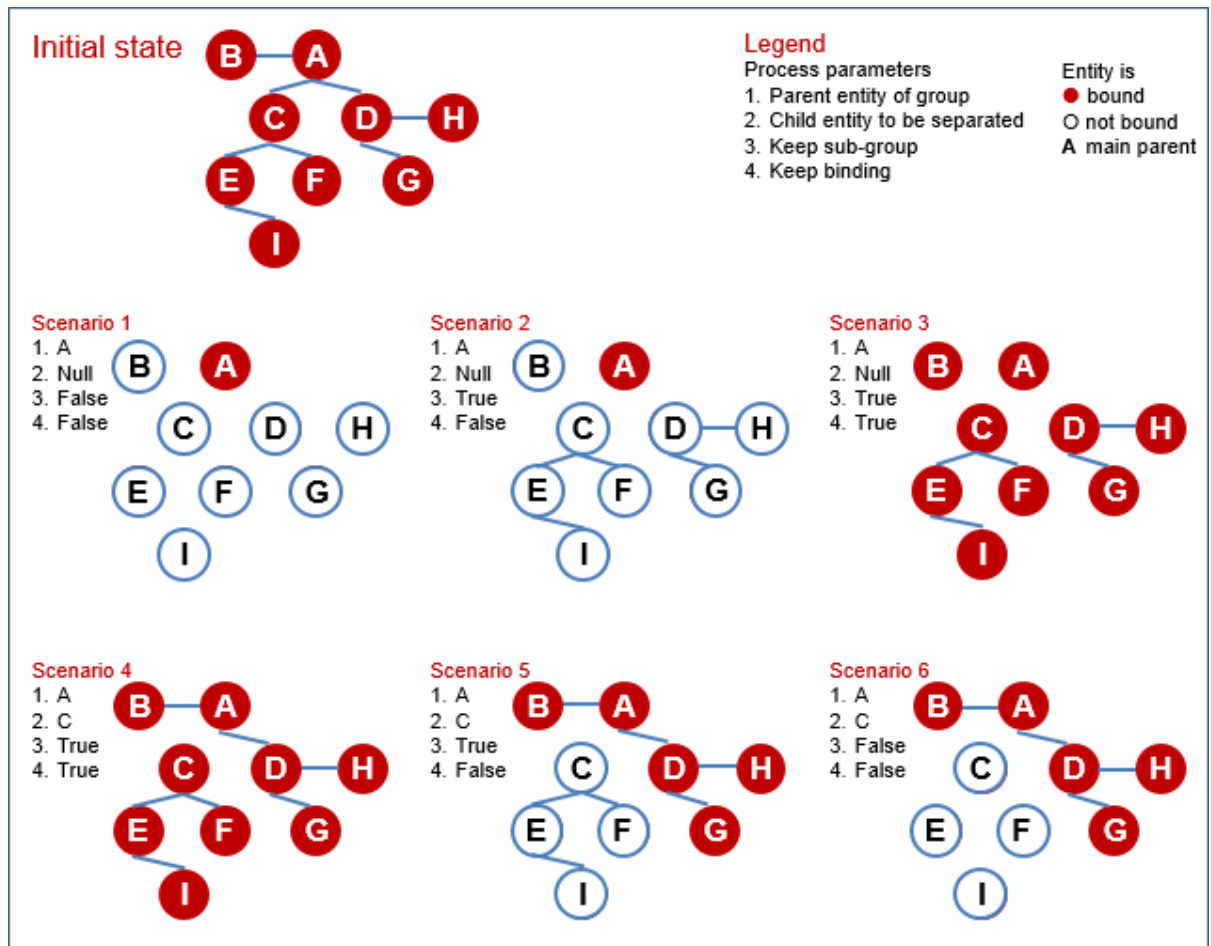 Initial state
B A
C D H
E F G
I
Legend
Process parameters
1. Parent entity of group
2. Child entity to be separated
3. Keep sub-group
4. Keep binding
Entity is
bound
not bound
A main parent
Scenario 1
1. A
2. Null
3. False
4. False
B A
C D H
E F G
I
Scenario 2
1. A
2. Null
3. True
4. False
B A
C D H
E F G
I
Scenario 3
1. A
2. Null
3. True
4. True
B A
C D H
E F G
I
Scenario 4
1. A
2. C
3. True
4. True
B A
C D H
E F G
I
Scenario 5
1. A
2. C
3. True
4. False
B A
C D H
E F G
I
Scenario 6
1. A
2. C
3. False
4. False
B A
C D H
E F G
I